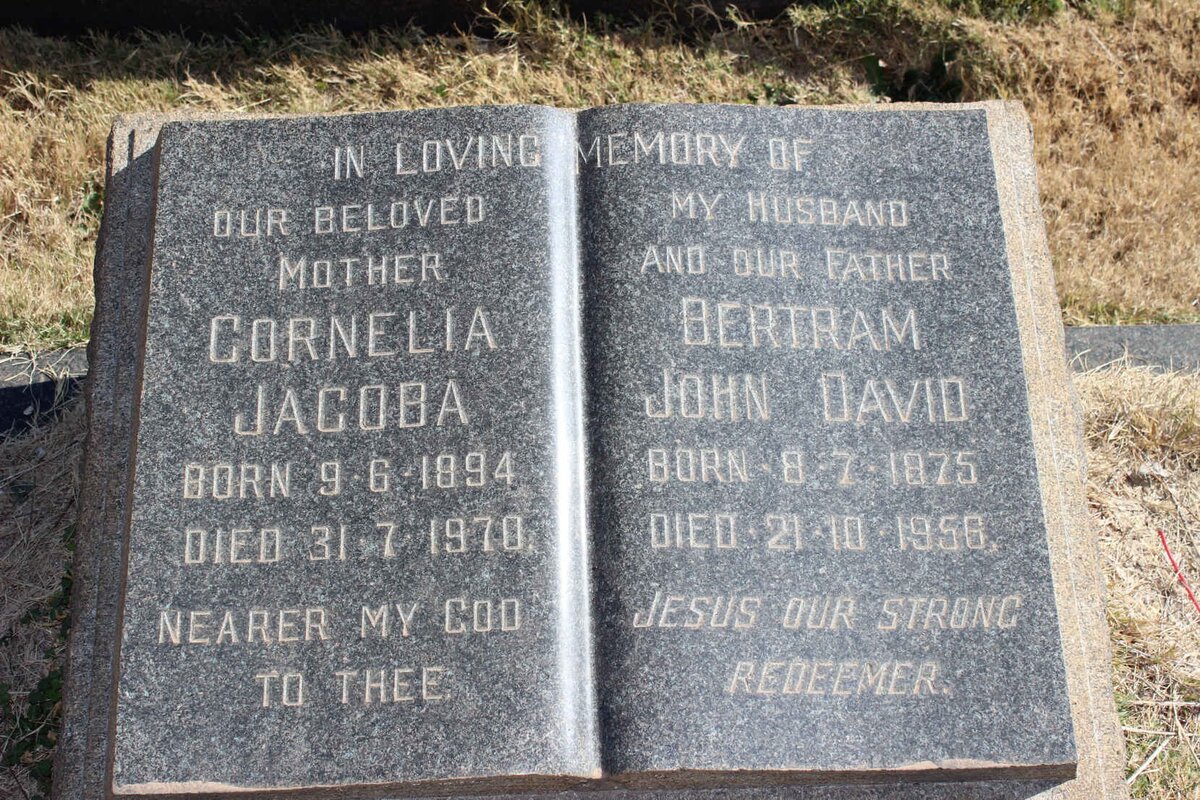 IN LOVING MEMORY OF
OUR BELOVED
MOTHER
CORNELIA
JACOBA
BORN 9·6·1894
DIED 31·7·1970.
NEARER MY GOD
TO THEE.
MY HUSBAND
AND OUR FATHER
BERTRAM
JOHN DAVID
BORN·8·7·1875
DIED·21·10·1956.
JESUS OUR STRONG
REDEEMER.